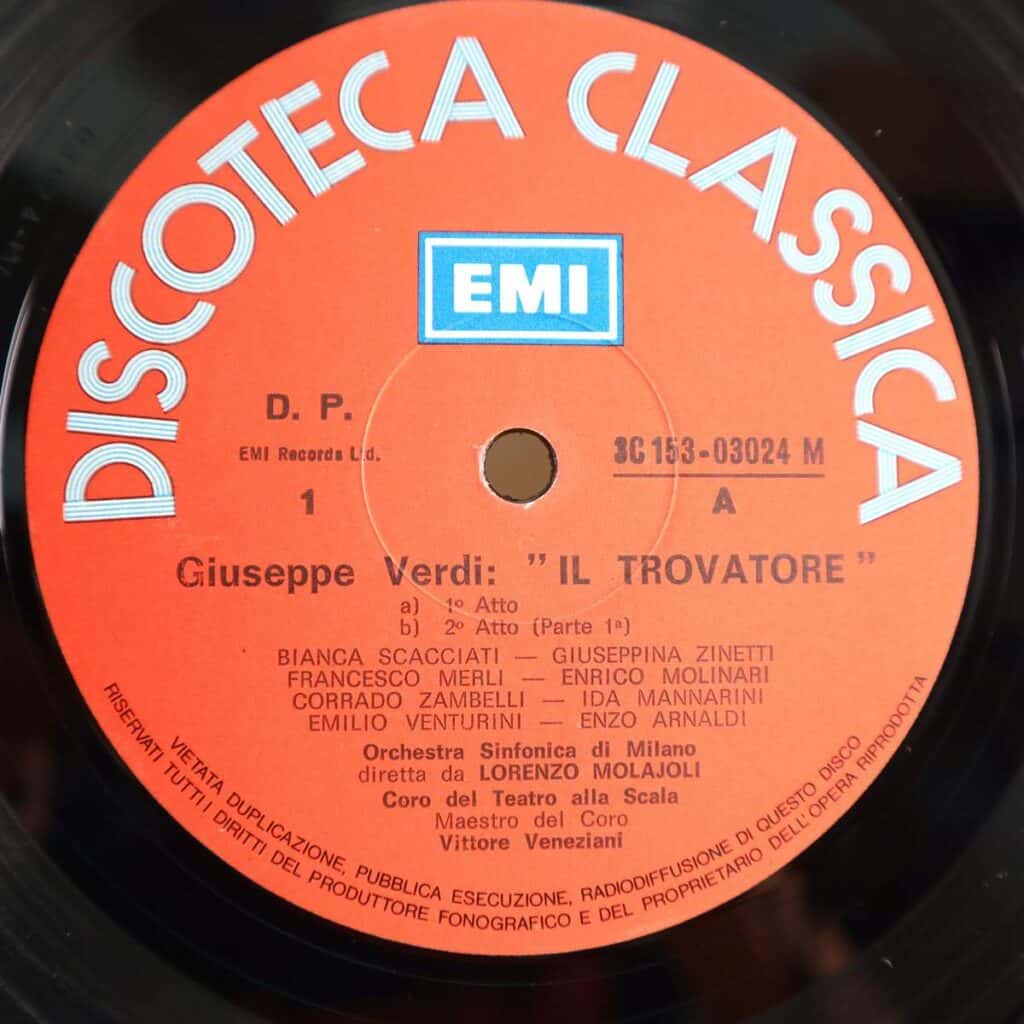 DISCOTECA CLASSICA
EMI
D. P.
EMI Records Ltd.
3C 153-03024 M
1
A
Giuseppe Verdi: "IL TROVATORE"
a) 1º Atto
b) 2º Atto (Parte 1ª)
BIANCA SCACCIATI — GIUSEPPINA ZINETTI
FRANCESCO MERLI — ENRICO MOLINARI
CORRADO ZAMBELLI — IDA MANNARINI
EMILIO VENTURINI — ENZO ARNALDI
Orchestra Sinfonica di Milano
diretta da LORENZO MOLAJOLI
Coro del Teatro alla Scala
Maestro del Coro
Vittore Veneziani
VIETATA DUPLICAZIONE, PUBBLICA ESECUZIONE, RADIODIFFUSIONE DI QUESTO DISCO
RISERVATI TUTTI I DIRITTI DEL PRODUTTORE FONOGRAFICO E DEL PROPRIETARIO DELL'OPERA RIPRODOTTA